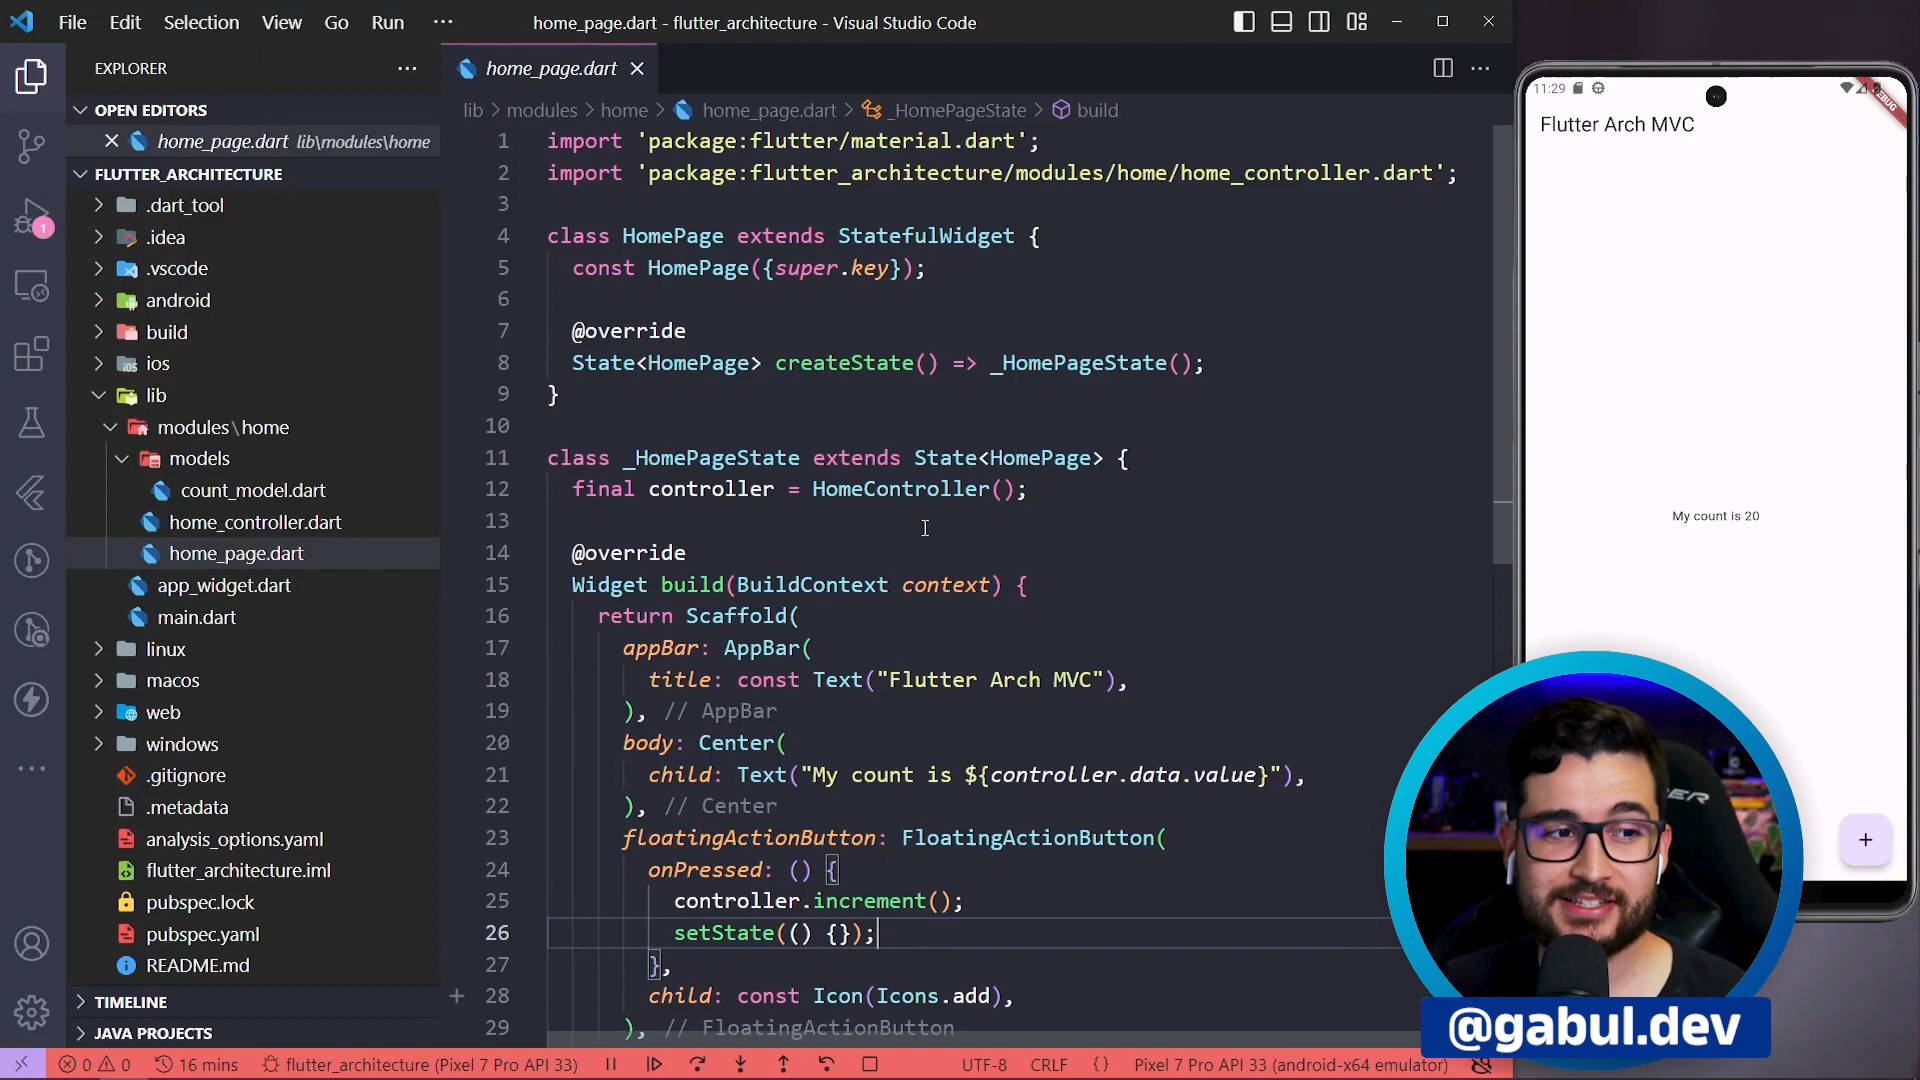 File Edit Selection View Go Run ··· home_page.dart - flutter_architecture - Visual Studio Code
EXPLORER
OPEN EDITORS
home_page.dart lib\modules\home
FLUTTER_ARCHITECTURE
.dart_tool
.idea
.vscode
android
build
ios
lib
modules\home
models
count_model.dart
home_controller.dart
home_page.dart
app_widget.dart
main.dart
linux
macos
web
windows
.gitignore
.metadata
analysis_options.yaml
flutter_architecture.iml
pubspec.lock
pubspec.yaml
README.md
TIMELINE
JAVA PROJECTS
1
home_page.dart
lib > modules > home > home_page.dart > _HomePageState > build
1 import 'package:flutter/material.dart';
2 import 'package:flutter_architecture/modules/home/home_controller.dart';
3
4 class HomePage extends StatefulWidget {
5 const HomePage({super.key});
6
7 @override
8 State<HomePage> createState() => _HomePageState();
9 }
10
11 class _HomePageState extends State<HomePage> {
12 final controller = HomeController();
13
14 @override
15 Widget build(BuildContext context) {
16 return Scaffold(
17 appBar: AppBar(
18 title: const Text("Flutter Arch MVC"),
19 ), // AppBar
20 body: Center(
21 child: Text("My count is ${controller.data.value}"),
22 ), // Center
23 floatingActionButton: FloatingActionButton(
24 onPressed: () {
25 controller.increment();
26 setState(() {});
27 },
28 child: const Icon(Icons.add),
29 ), // FloatingActionButton
0 0 16 mins flutter_architecture (Pixel 7 Pro API 33) UTF-8 CRLF {} Pixel 7 Pro API 33 (android-x64 emulator)
11:29
DEBUG
Flutter Arch MVC
My count is 20
+
@gabul.dev